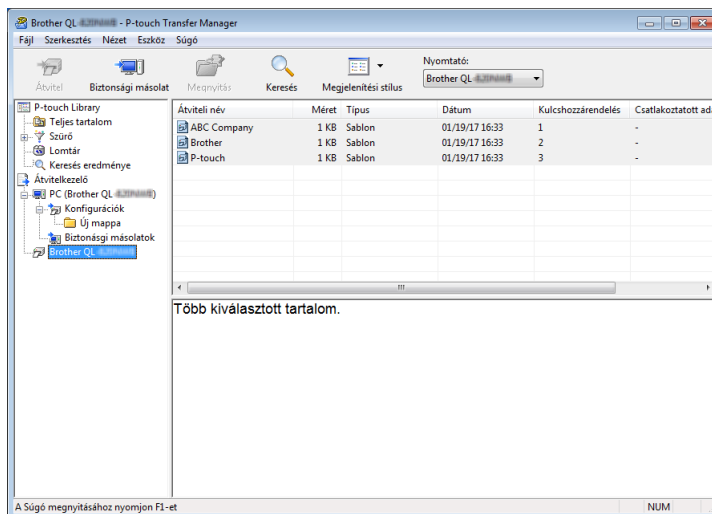 Brother QL - P-touch Transfer Manager
Fájl Szerkesztés Nézet Eszköz Súgó
Átvitel Biztonsági másolat Megnyitás Keresés Megjelenítési stílus
Nyomtató:
Brother QL
P-touch Library
Teljes tartalom
Szűrő
Lomtár
Keresés eredménye
Átvitelkezelő
PC (Brother QL )
Konfigurációk
Új mappa
Biztonásgi másolatok
Brother QL
Átviteli név Méret Típus Dátum Kulcshozzárendelés Csatlakoztatott ada
ABC Company 1 KB Sablon 01/19/17 16:33 1 -
Brother 1 KB Sablon 01/19/17 16:33 2 -
P-touch 1 KB Sablon 01/19/17 16:33 3 -
Több kiválasztott tartalom.
A Súgó megnyitásához nyomjon F1-et
NUM